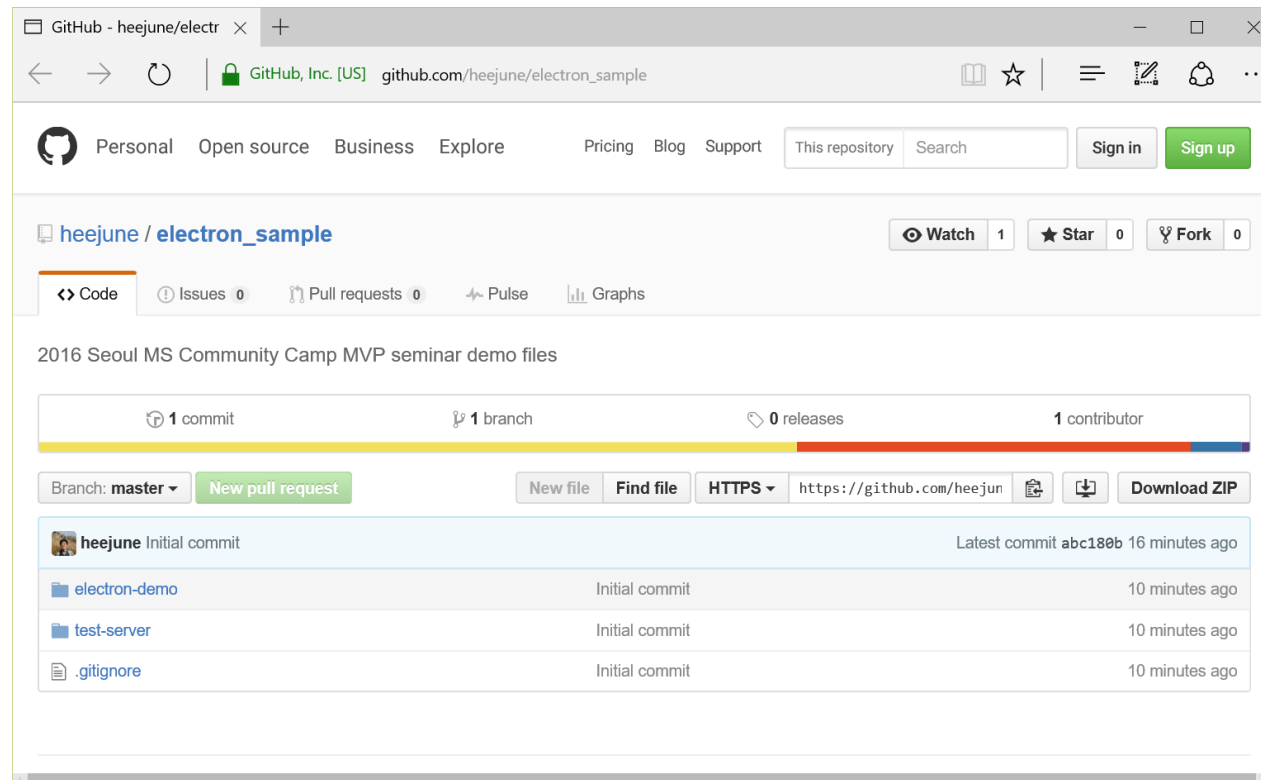 GitHub - heejune/electr
GitHub, Inc. [US] github.com/heejune/electron_sample
Personal Open source Business Explore Pricing Blog Support This repository Search Sign in Sign up
heejune / electron_sample Watch 1 Star 0 Fork 0
Code Issues 0 Pull requests 0 Pulse Graphs
2016 Seoul MS Community Camp MVP seminar demo files
1 commit 1 branch 0 releases 1 contributor
Branch: master New pull request New file Find file HTTPS https://github.com/heejun Download ZIP
heejune Initial commit Latest commit abc180b 16 minutes ago
electron-demo Initial commit 10 minutes ago
test-server Initial commit 10 minutes ago
.gitignore Initial commit 10 minutes ago